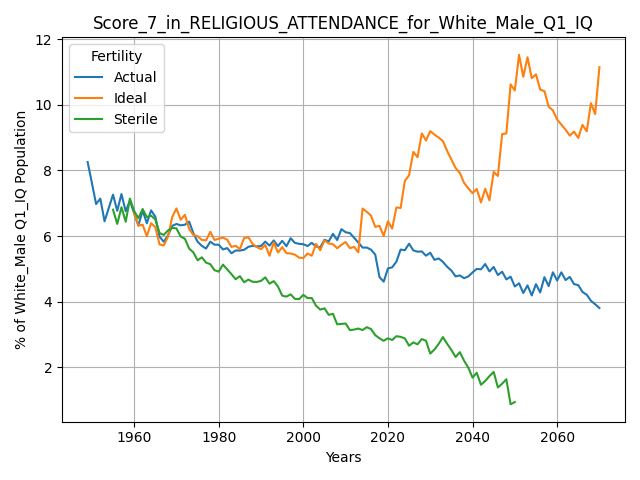 Score_7_in_RELIGIOUS_ATTENDANCE_for_White_Male_Q1_IQ
% of White_Male Q1_IQ Population
12
10
8
6
4
2
Fertility
Actual
Ideal
Sterile
1960 1980 2000 2020 2040 2060
Years